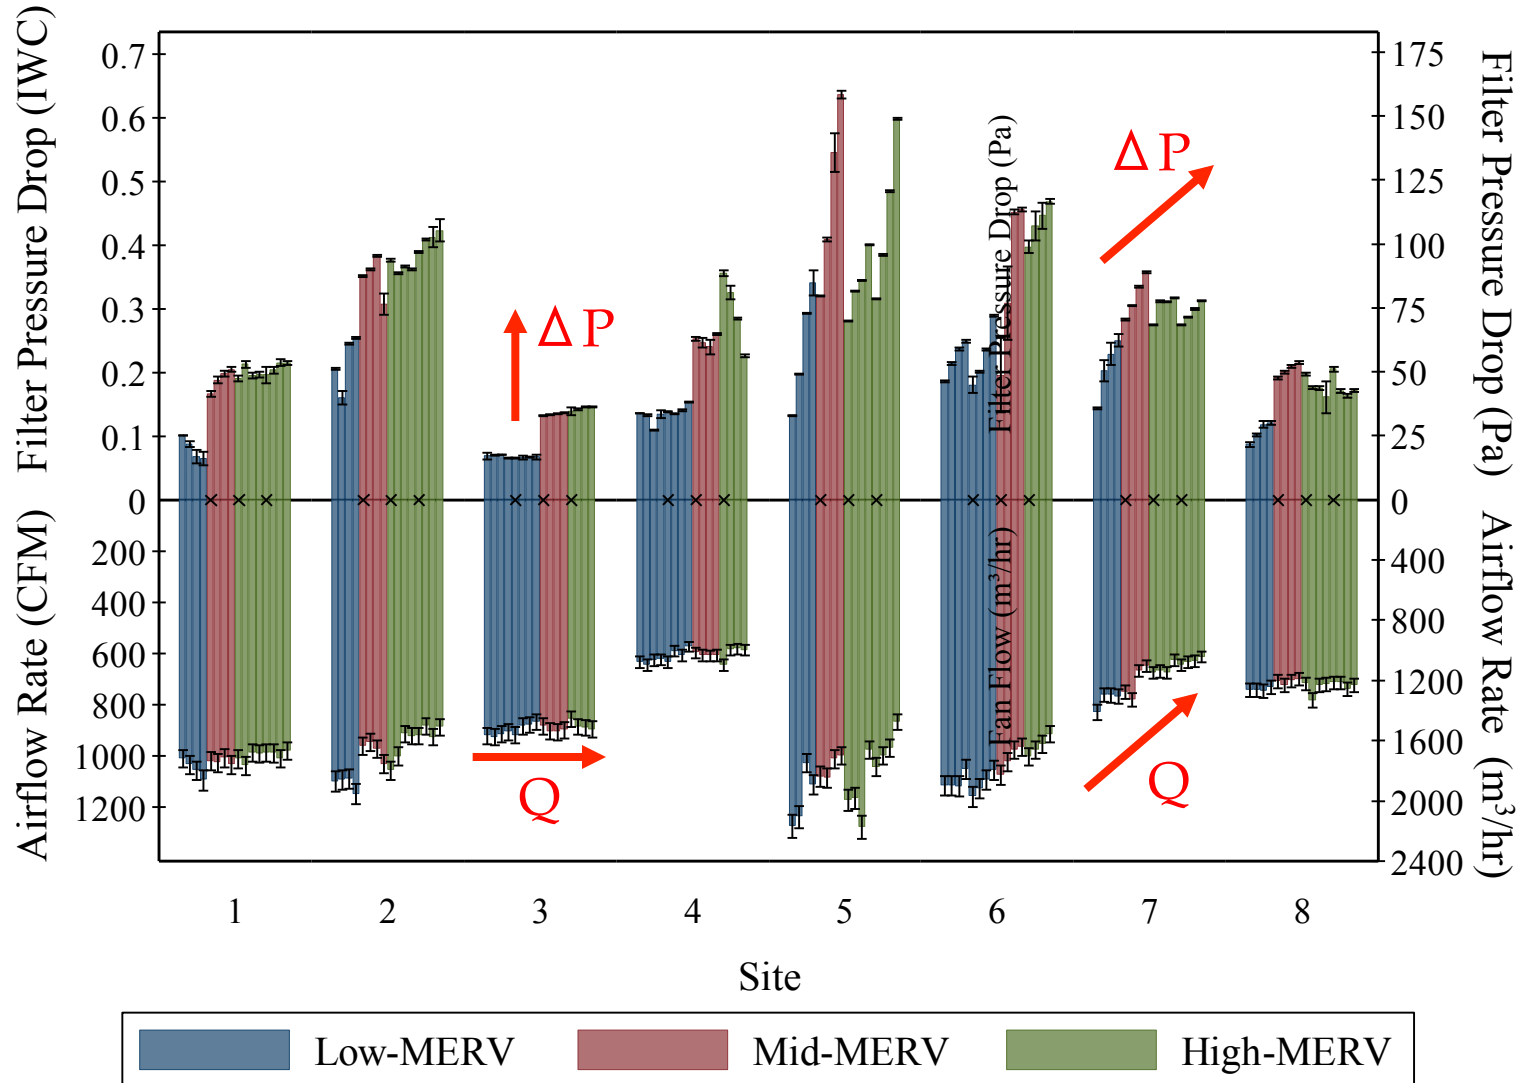 Filter Pressure Drop (IWC)
Airflow Rate (CFM)
0.7
0.6
0.5
0.4
0.3
0.2
0.1
0
200
400
600
800
1000
1200
175
150
125
100
75
50
25
0
400
800
1200
1600
2000
2400
Filter Pressure Drop (Pa)
Airflow Rate (m³/hr)
Δ P
Q
Filter Pressure Drop (Pa)
Fan Flow (m³/hr)
Δ P
Q
1 2 3 4 5 6 7 8
Site
Low-MERV Mid-MERV High-MERV